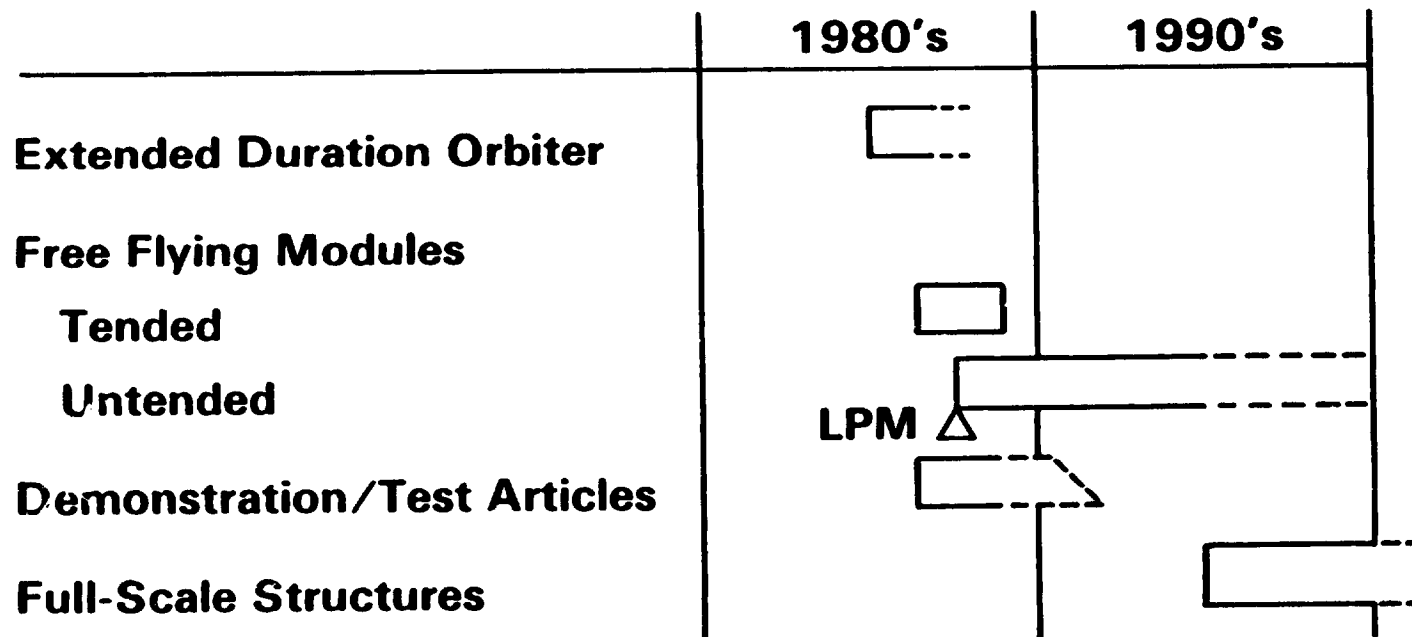 1980's 1990's
Extended Duration Orbiter
Free Flying Modules
Tended
Untended
LPM
Demonstration/Test Articles
Full-Scale Structures